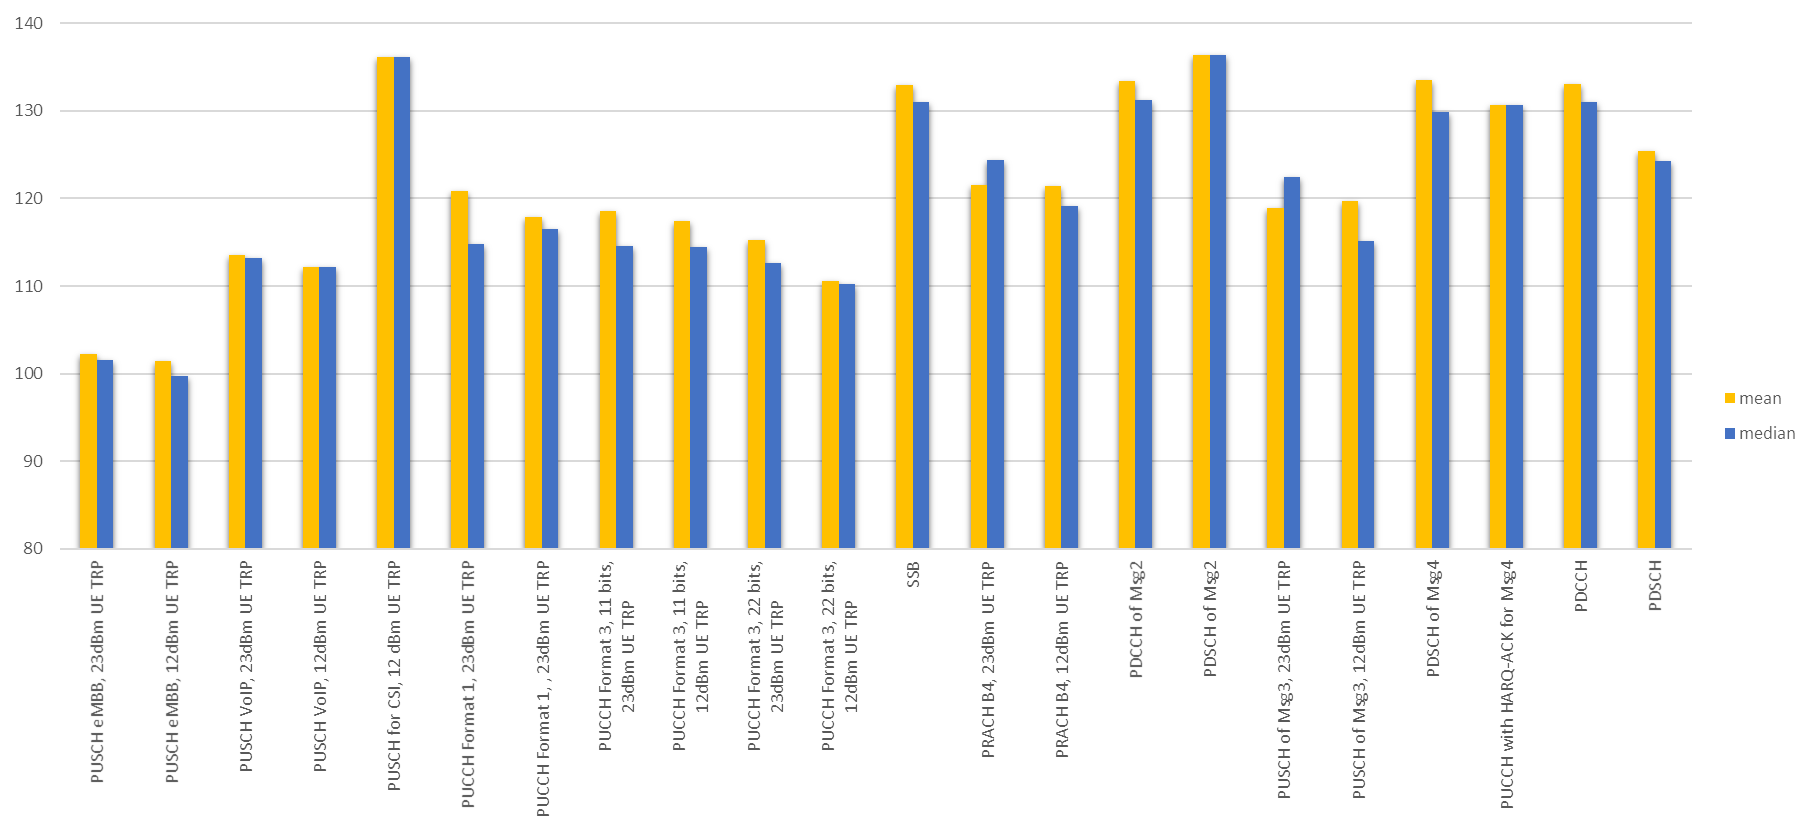 140
130
120
110
100
90
80
PUSCH eMBB, 23dBm UE TRP
PUSCH eMBB, 12dBm UE TRP
PUSCH VoIP, 23dBm UE TRP
PUSCH VoIP, 12dBm UE TRP
PUSCH for CSI, 12 dBm UE TRP
PUCCH Format 1, 23dBm UE TRP
PUCCH Format 1, , 23dBm UE TRP
PUCCH Format 3, 11 bits,
23dBm UE TRP
PUCCH Format 3, 11 bits,
12dBm UE TRP
PUCCH Format 3, 22 bits,
23dBm UE TRP
PUCCH Format 3, 22 bits,
12dBm UE TRP
SSB
PRACH B4, 23dBm UE TRP
PRACH B4, 12dBm UE TRP
PDCCH of Msg2
PDSCH of Msg2
PUSCH of Msg3, 23dBm UE TRP
PUSCH of Msg3, 12dBm UE TRP
PDSCH of Msg4
PUCCH with HARQ-ACK for Msg4
PDCCH
PDSCH
mean
median